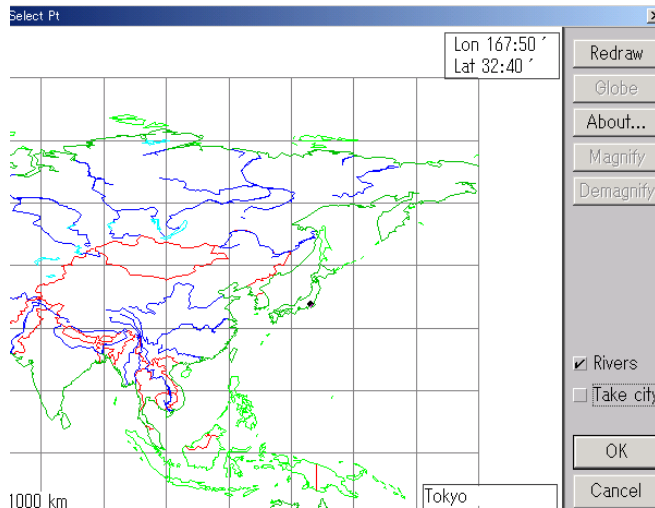 Select Pt
Lon 167:50 ´
Lat 32:40 ´
Redraw
Globe
About...
Magnify
Demagnify
Rivers
Take city
OK
Cancel
1000 km
Tokyo